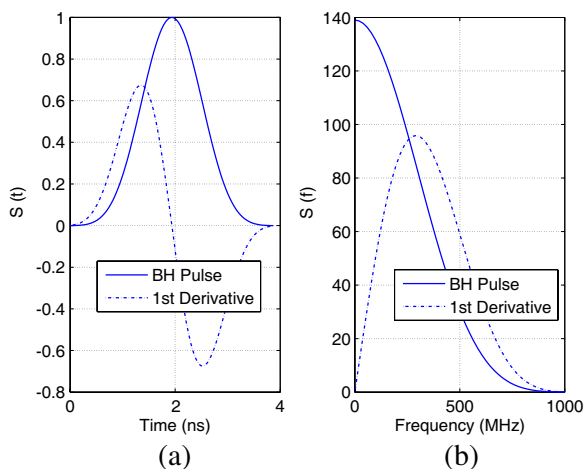 1
0.8
0.6
0.4
0.2
0
-0.2
-0.4
-0.6
-0.8
S (t)
BH Pulse
1st Derivative
0 2 4
Time (ns)
(a)
140
120
100
80
60
40
20
0
S (f)
BH Pulse
1st Derivative
0 500 1000
Frequency (MHz)
(b)